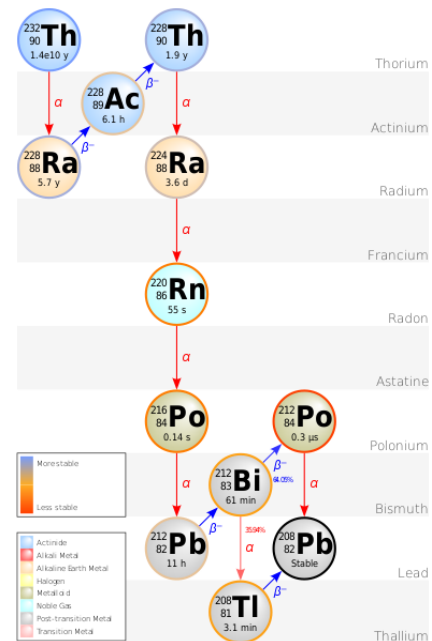 232
90
Th
1.4e10 y
228
90
Th
1.9 y
Thorium
α
β⁻
228
89
Ac
6.1 h
α
Actinium
β⁻
228
88
Ra
5.7 y
224
88
Ra
3.6 d
Radium
α
Francium
220
86
Rn
55 s
Radon
α
Astatine
216
84
Po
0.14 s
212
84
Po
0.3 µs
Polonium
More stable
Less stable
α
β⁻
64.06%
212
83
Bi
61 min
α
Bismuth
β⁻
35.94%
α
212
82
Pb
11 h
208
82
Pb
Stable
Lead
β⁻
208
81
Tl
3.1 min
Thallium
Actinide
Alkali Metal
Alkaline Earth Metal
Halogen
Metalloid
Noble Gas
Post-transition Metal
Transition Metal